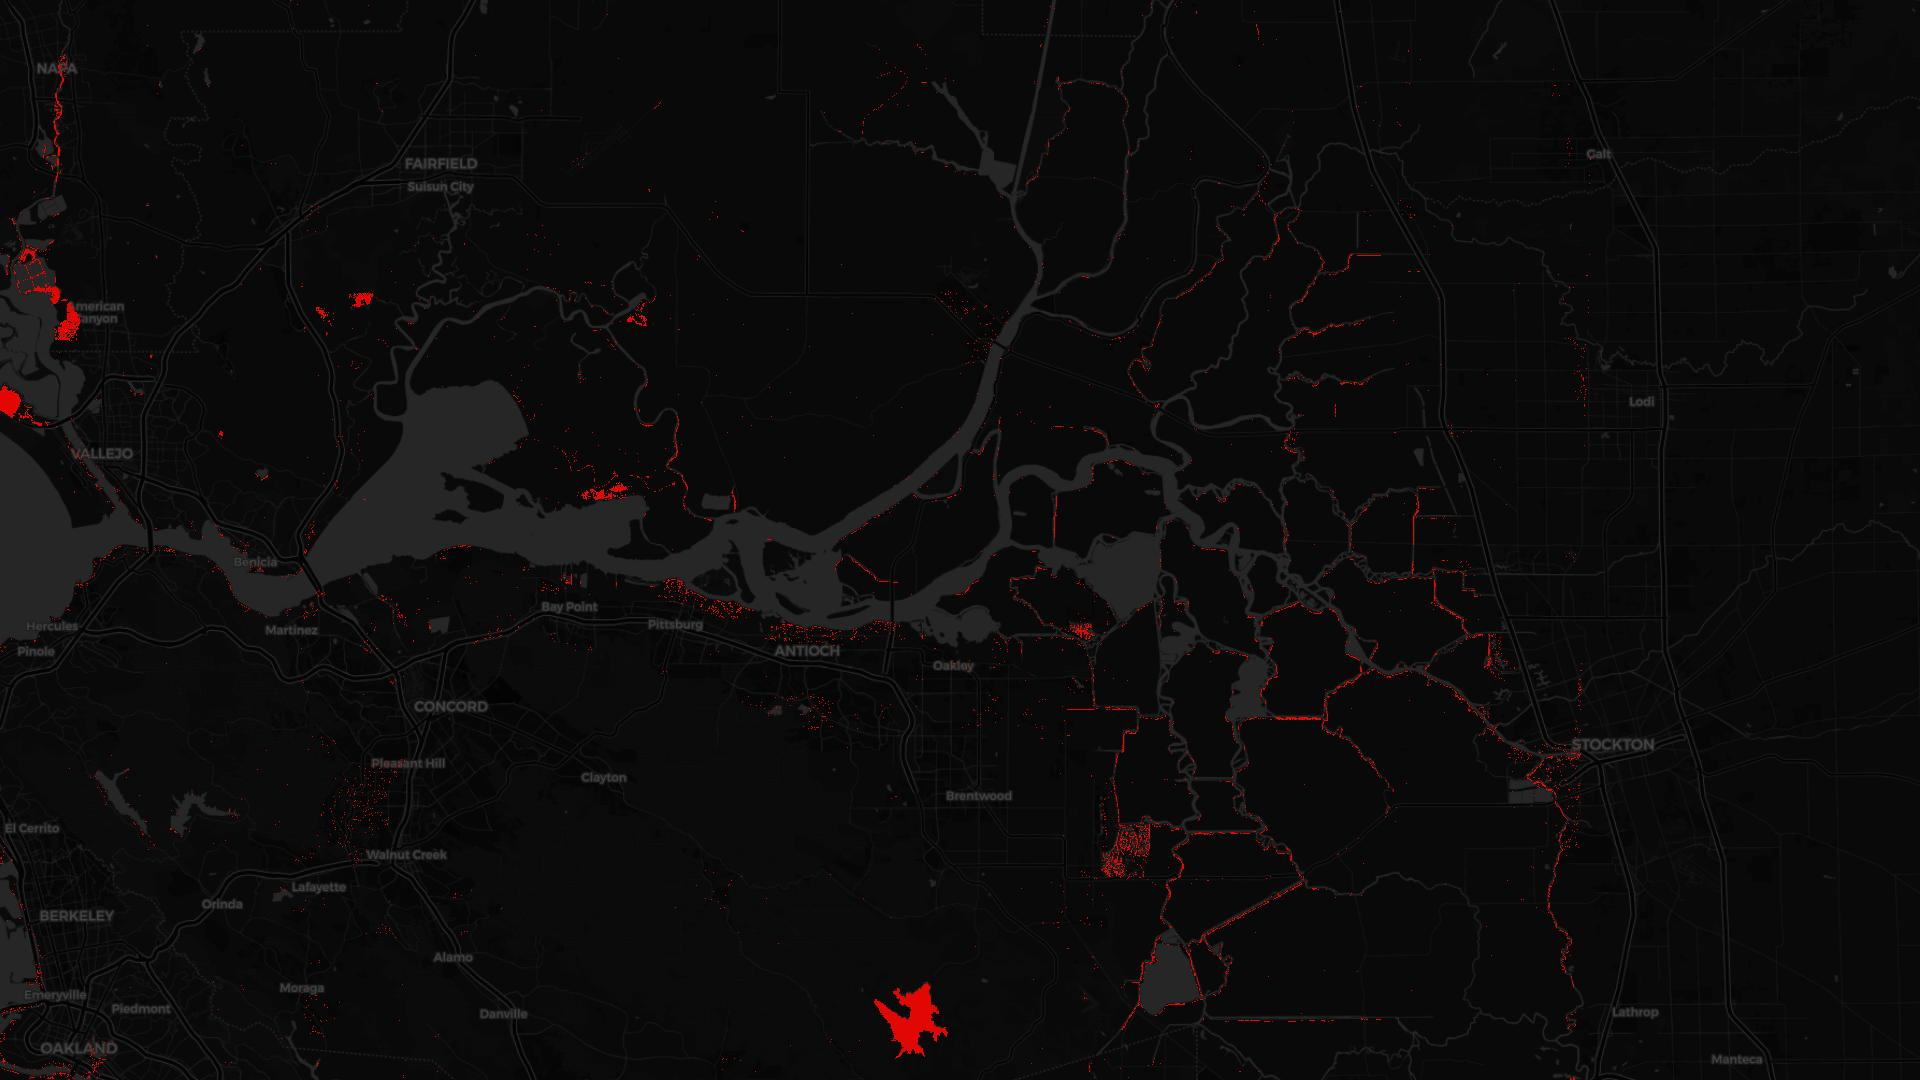 NAPA
FAIRFIELD
Suisun City
Galt
American
Canyon
Lodi
VALLEJO
Benicia
Bay Point
Hercules
Martinez
Pittsburg
Pinole
ANTIOCH
Oakley
CONCORD
STOCKTON
Pleasant Hill
Clayton
Brentwood
El Cerrito
Walnut Creek
Lafayette
Orinda
BERKELEY
Alamo
Moraga
Emeryville
Piedmont
Danville
Lathrop
OAKLAND
Manteca